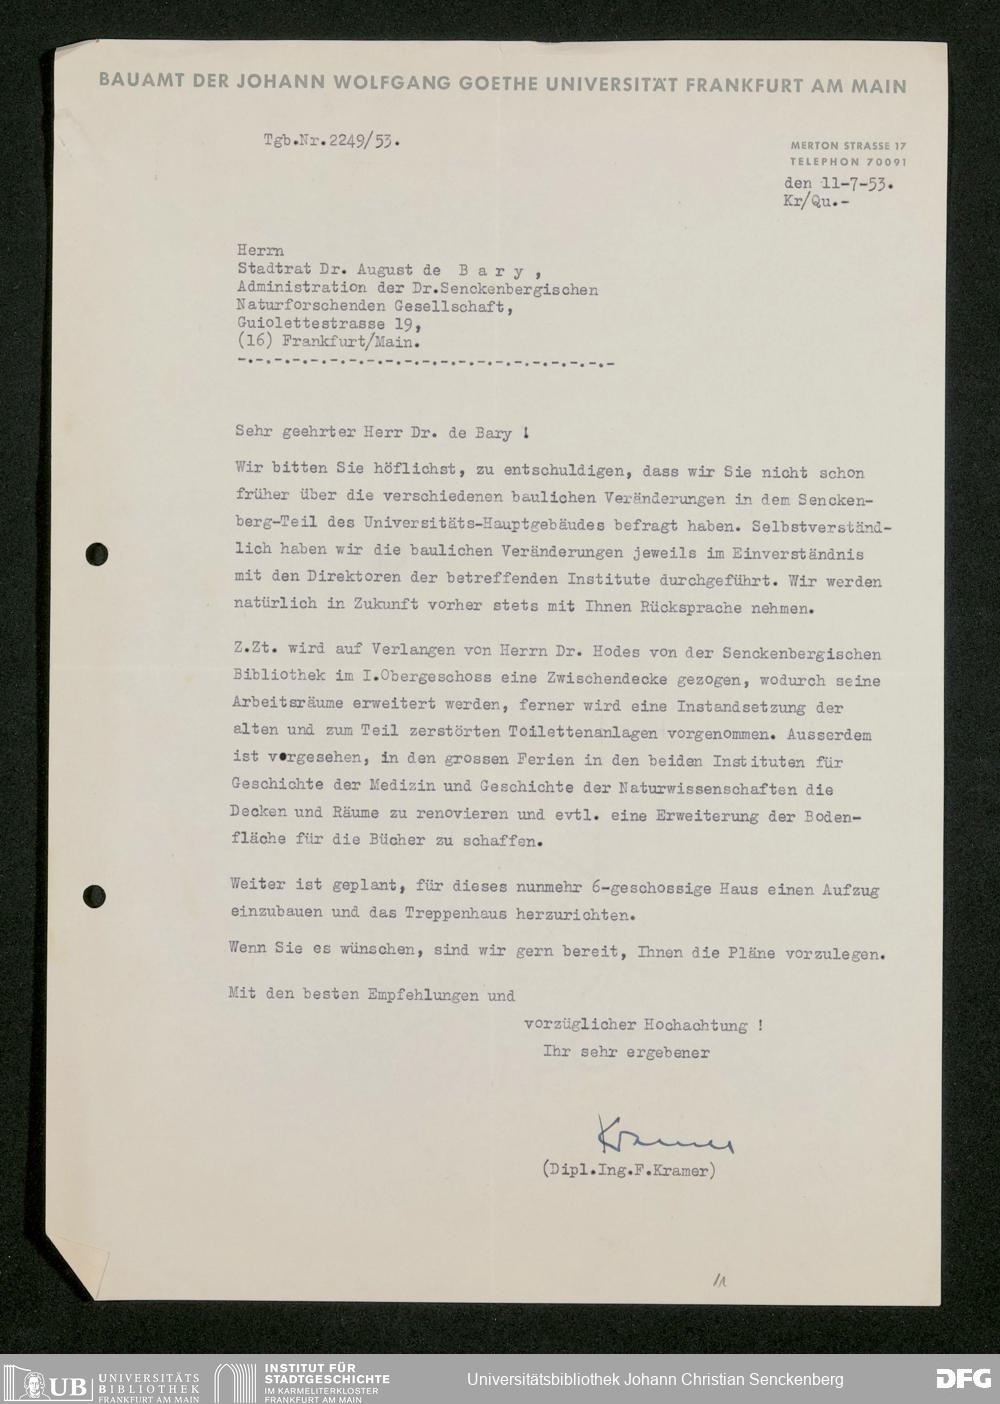 BAUAMT DER JOHANN WOLFGANG GOETHE UNIVERSITÄT FRANKFURT AM MAIN
Tgb.Nr.2249/53.
MERTON STRASSE 17
TELEPHON 70091
den 11-7-53.
Kr/Qu.-
Herrn
Stadtrat Dr. August de B a r y ,
Administration der Dr.Senckenbergischen
Naturforschenden Gesellschaft,
Guiolettestrasse 19,
(16) Frankfurt/Main.
-.-.-.-.-.-.-.-.-.-.-.-.-.-.-.-.-.-.-.-.-
Sehr geehrter Herr Dr. de Bary !
Wir bitten Sie höflichst, zu entschuldigen, dass wir Sie nicht schon
früher über die verschiedenen baulichen Veränderungen in dem Sencken-
berg-Teil des Universitäts-Hauptgebäudes befragt haben. Selbstverständ-
lich haben wir die baulichen Veränderungen jeweils im Einverständnis
mit den Direktoren der betreffenden Institute durchgeführt. Wir werden
natürlich in Zukunft vorher stets mit Ihnen Rücksprache nehmen.
Z.Zt. wird auf Verlangen von Herrn Dr. Hodes von der Senckenbergischen
Bibliothek im I.Obergeschoss eine Zwischendecke gezogen, wodurch seine
Arbeitsräume erweitert werden, ferner wird eine Instandsetzung der
alten und zum Teil zerstörten Toilettenanlagen vorgenommen. Ausserdem
ist vorgesehen, in den grossen Ferien in den beiden Instituten für
Geschichte der Medizin und Geschichte der Naturwissenschaften die
Decken und Räume zu renovieren und evtl. eine Erweiterung der Boden-
fläche für die Bücher zu schaffen.
Weiter ist geplant, für dieses nunmehr 6-geschossige Haus einen Aufzug
einzubauen und das Treppenhaus herzurichten.
Wenn Sie es wünschen, sind wir gern bereit, Ihnen die Pläne vorzulegen.
Mit den besten Empfehlungen und
vorzüglicher Hochachtung !
Ihr sehr ergebener
Kramer
(Dipl.Ing.F.Kramer)
UB UNIVERSITÄTS
BIBLIOTHEK
FRANKFURT AM MAIN
INSTITUT FÜR
STADTGESCHICHTE
IM KARMELITERKLOSTER
FRANKFURT AM MAIN
Universitätsbibliothek Johann Christian Senckenberg
DFG